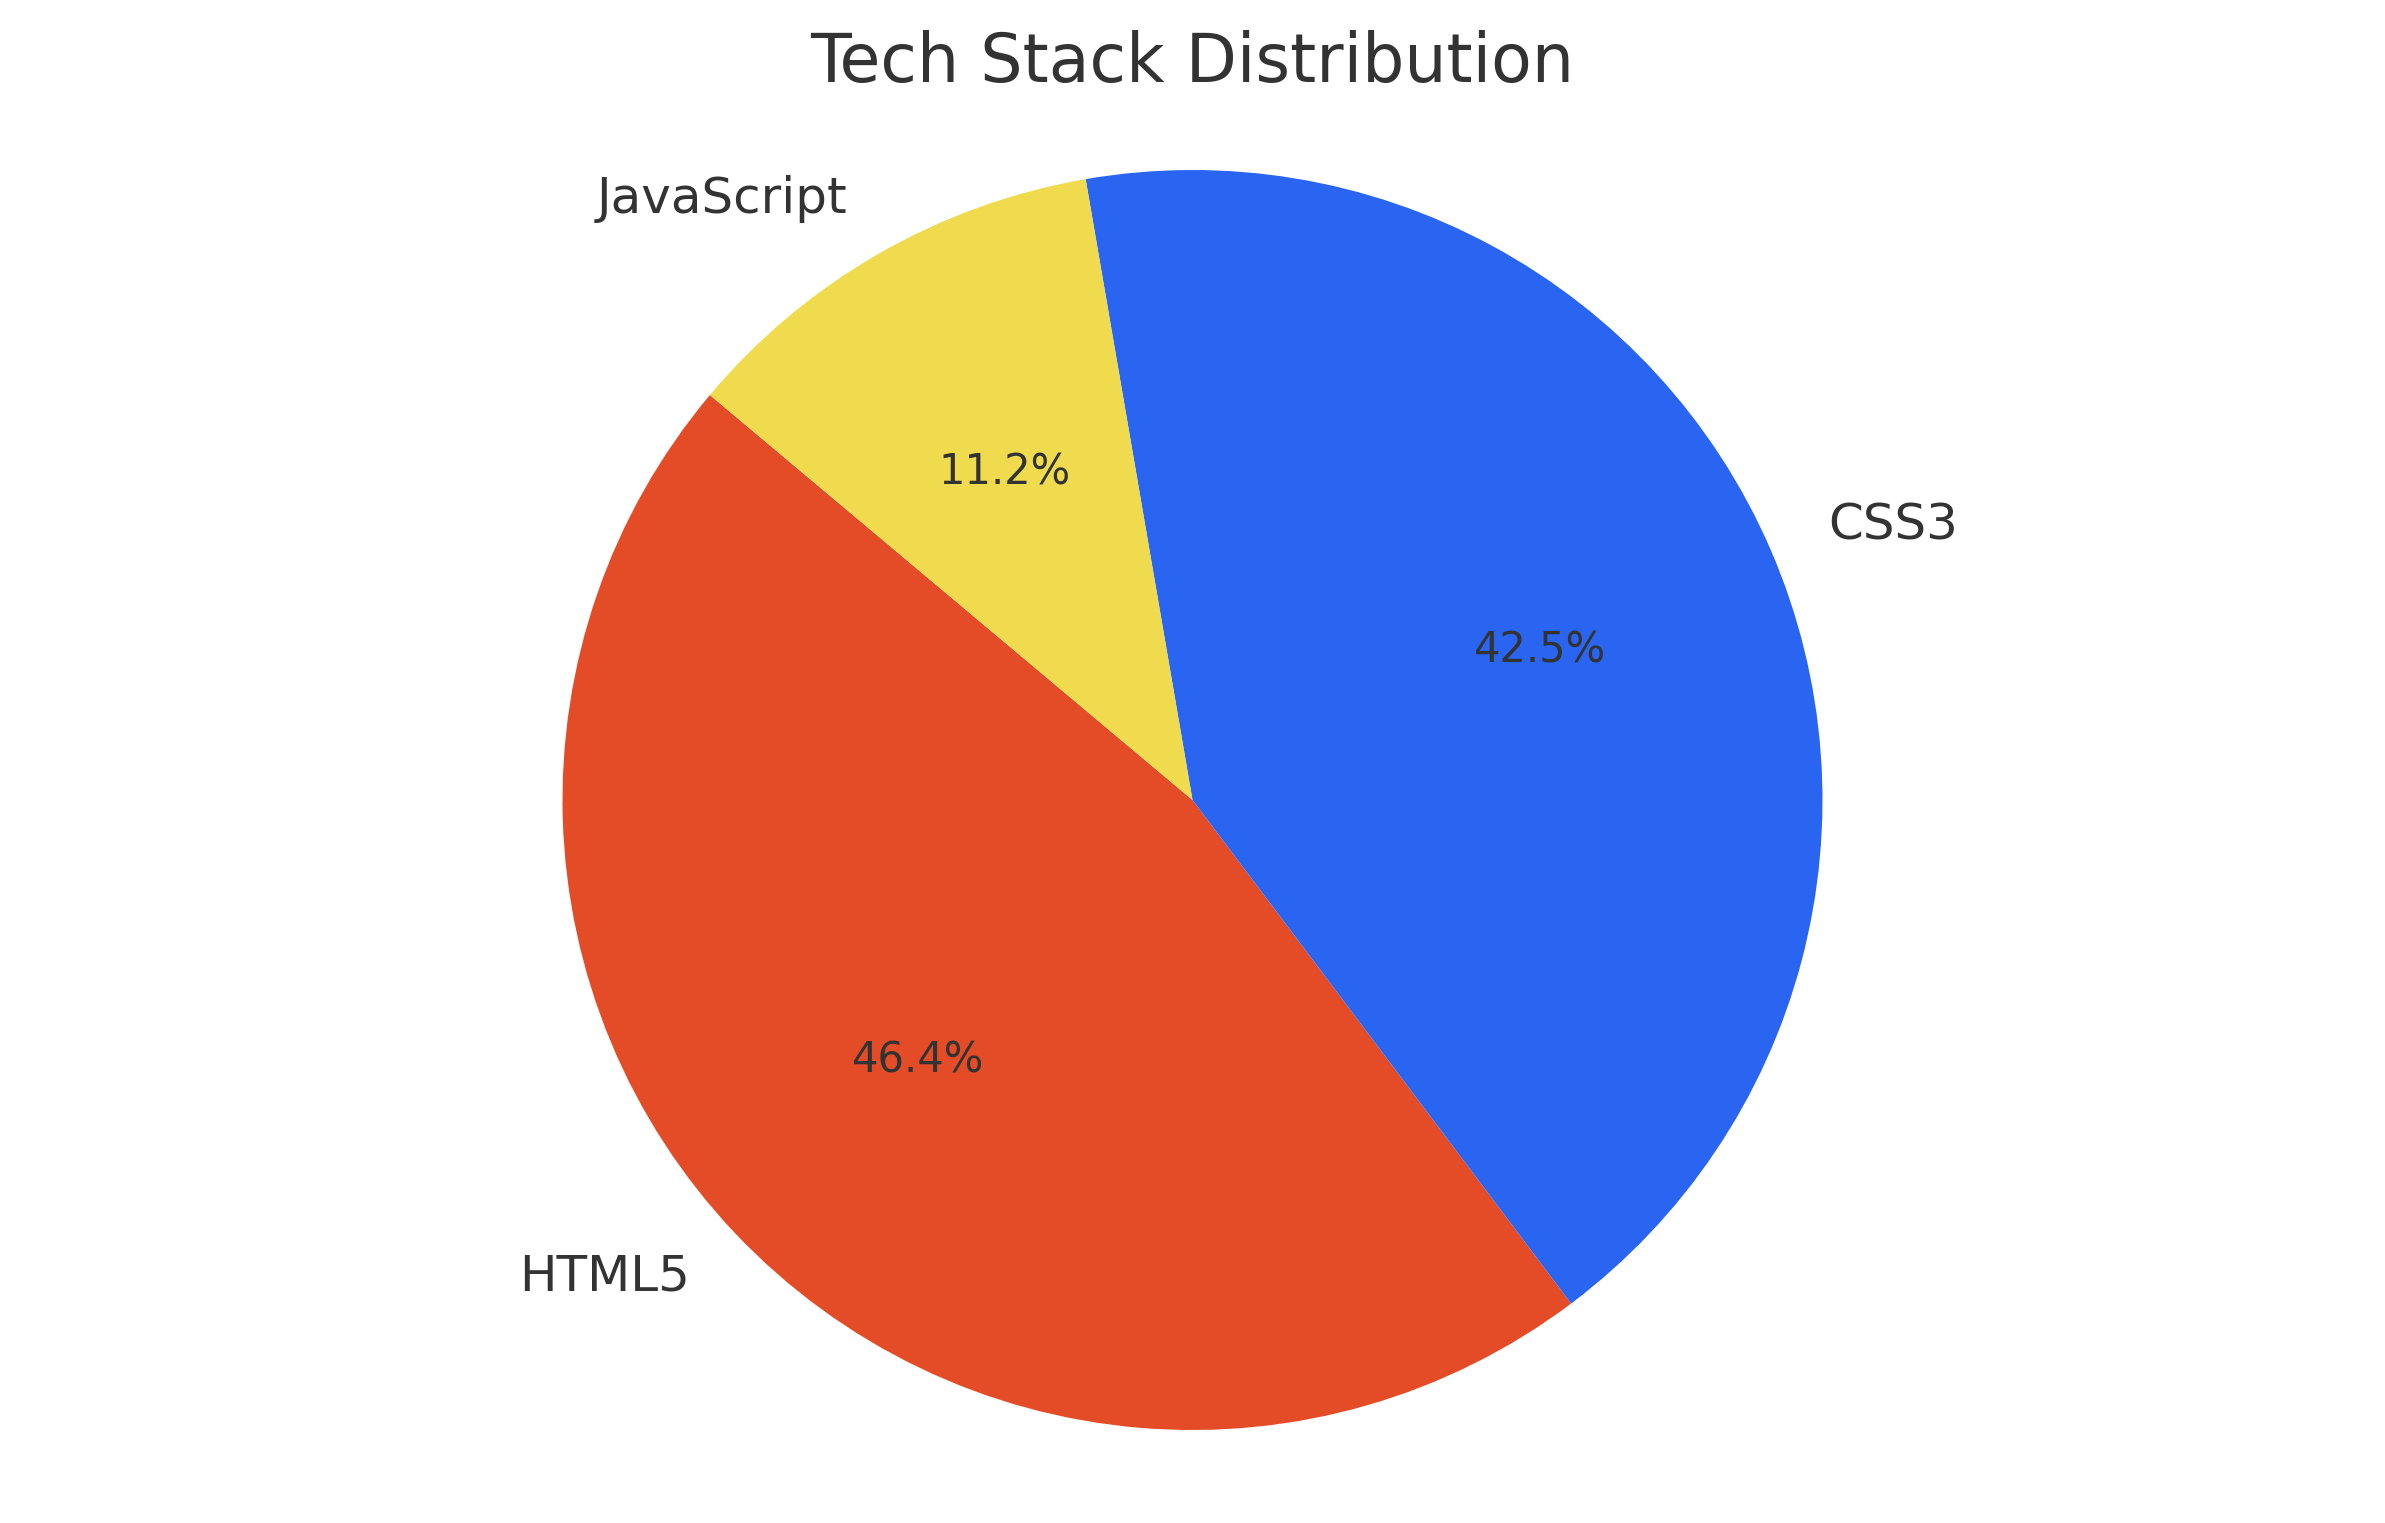 Tech Stack Distribution
JavaScript
11.2%
CSS3
42.5%
46.4%
HTML5